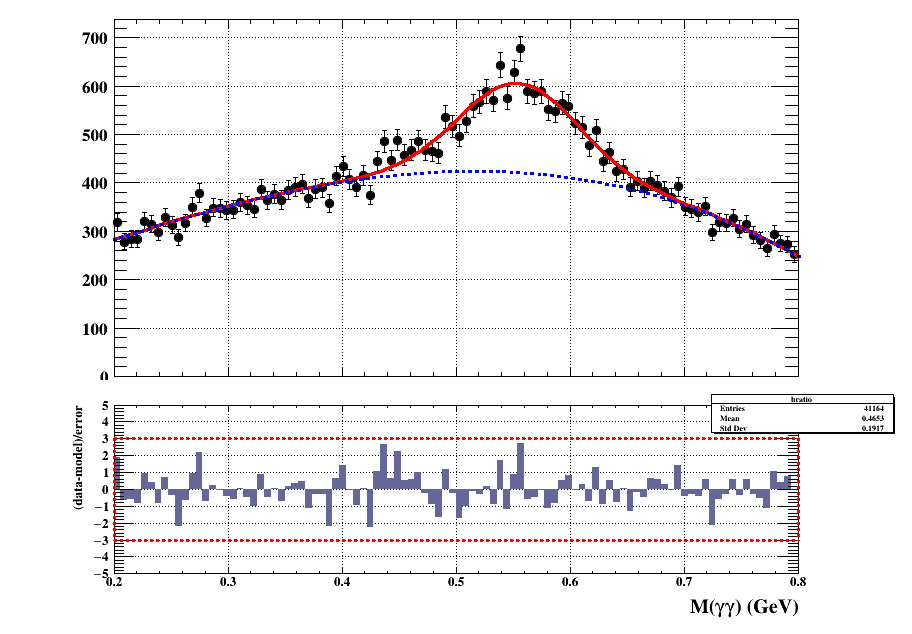 700
600
500
400
300
200
100
0
hratio
Entries 41164
Mean 0.4653
Std Dev 0.1917
(data-model)/error
5
4
3
2
1
0
−1
−2
−3
−4
−5
0.2 0.3 0.4 0.5 0.6 0.7 0.8
M(γγ) (GeV)